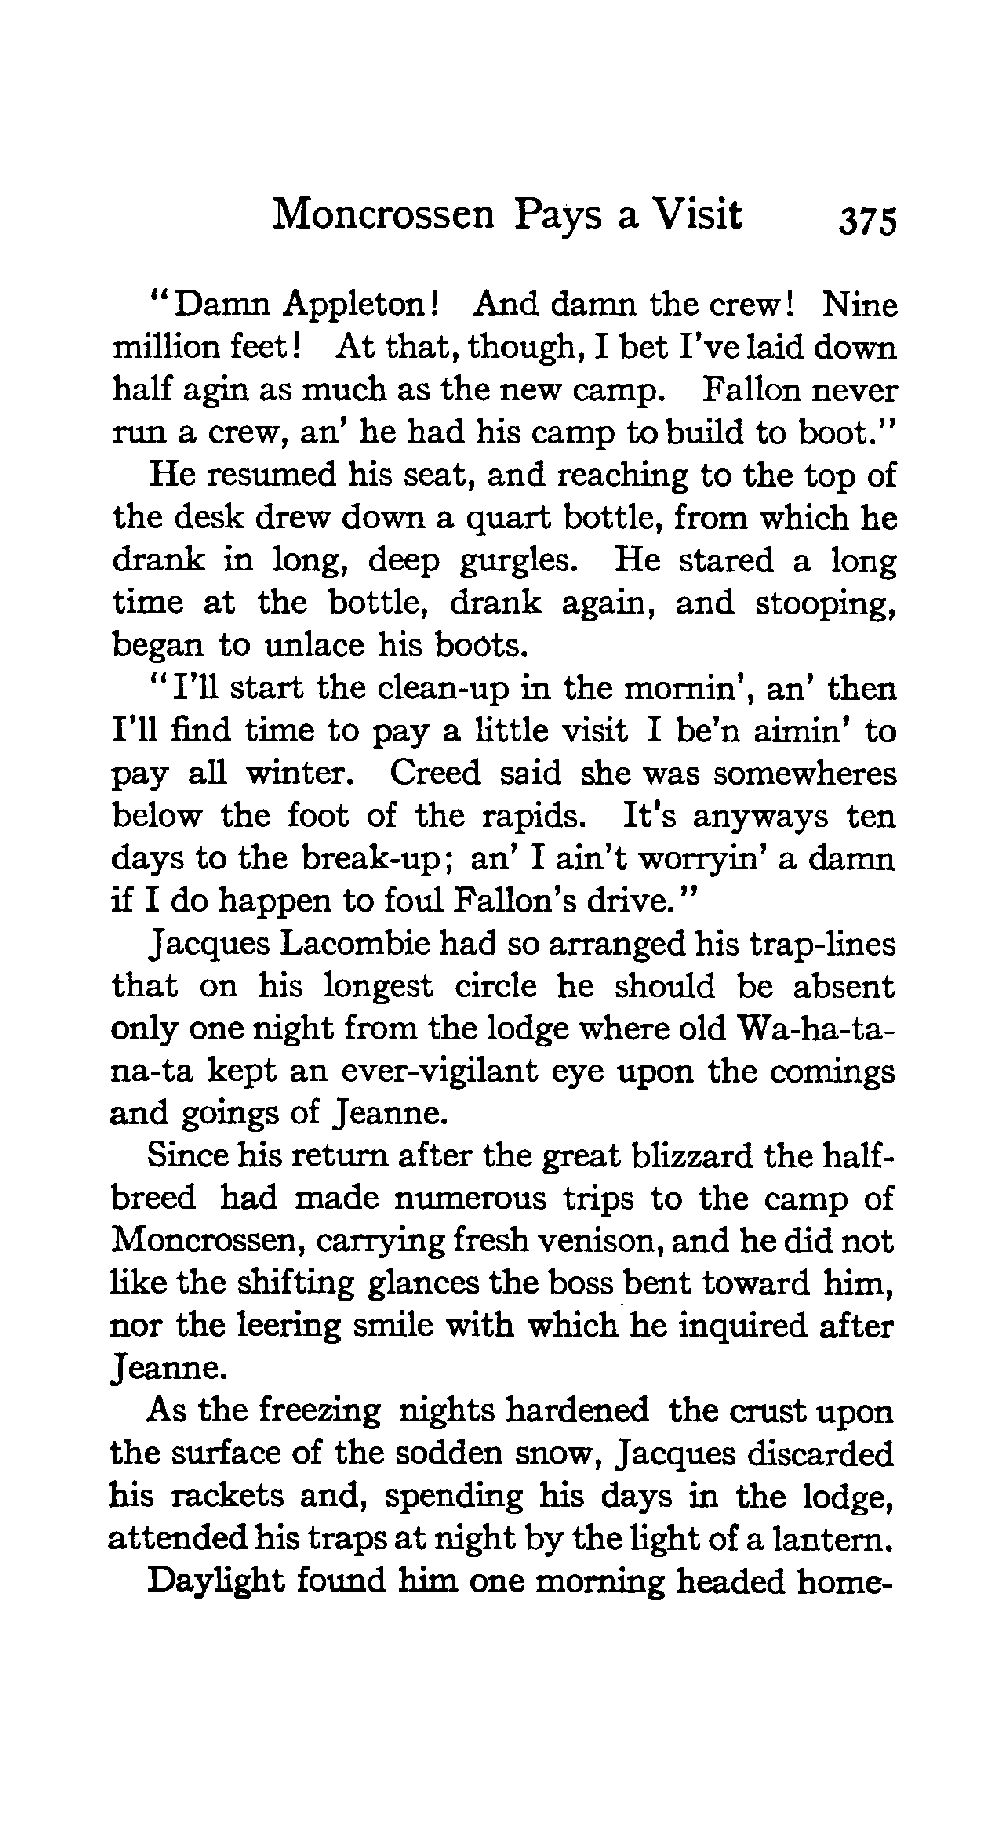 Moncrossen Pays a Visit 375
"Damn Appleton! And damn the crew! Nine
million feet! At that, though, I bet I've laid down
half agin as much as the new camp. Fallon never
run a crew, an' he had his camp to build to boot."
He resumed his seat, and reaching to the top of
the desk drew down a quart bottle, from which he
drank in long, deep gurgles. He stared a long
time at the bottle, drank again, and stooping,
began to unlace his boots.
"I'll start the clean-up in the mornin', an' then
I'll find time to pay a little visit I be'n aimin' to
pay all winter. Creed said she was somewheres
below the foot of the rapids. It's anyways ten
days to the break-up; an' I ain't worryin' a damn
if I do happen to foul Fallon's drive."
Jacques Lacombie had so arranged his trap-lines
that on his longest circle he should be absent
only one night from the lodge where old Wa-ha-ta-
na-ta kept an ever-vigilant eye upon the comings
and goings of Jeanne.
Since his return after the great blizzard the half-
breed had made numerous trips to the camp of
Moncrossen, carrying fresh venison, and he did not
like the shifting glances the boss bent toward him,
nor the leering smile with which he inquired after
Jeanne.
As the freezing nights hardened the crust upon
the surface of the sodden snow, Jacques discarded
his rackets and, spending his days in the lodge,
attended his traps at night by the light of a lantern.
Daylight found him one morning headed home-